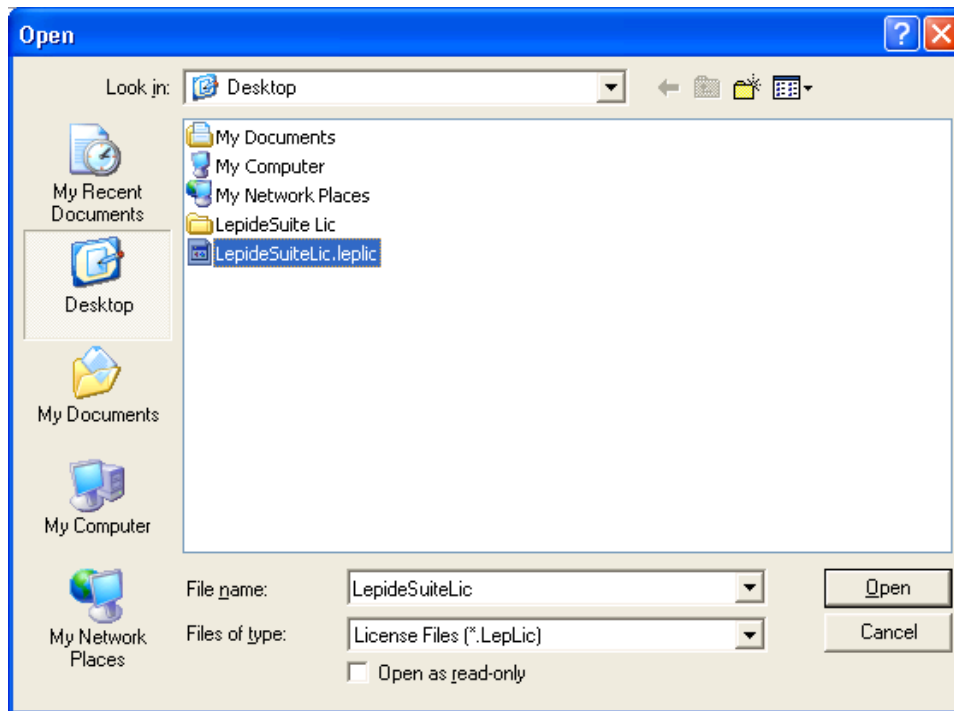 Open
Look in:
Desktop
My Recent
Documents
Desktop
My Documents
My Computer
My Network
Places
My Documents
My Computer
My Network Places
LepideSuite Lic
LepideSuiteLic.leplic
File name:
LepideSuiteLic
Open
Files of type:
License Files (*.LepLic)
Cancel
Open as read-only